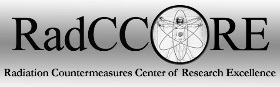 RadCCORE
Radiation Countermeasures Center of Research Excellence